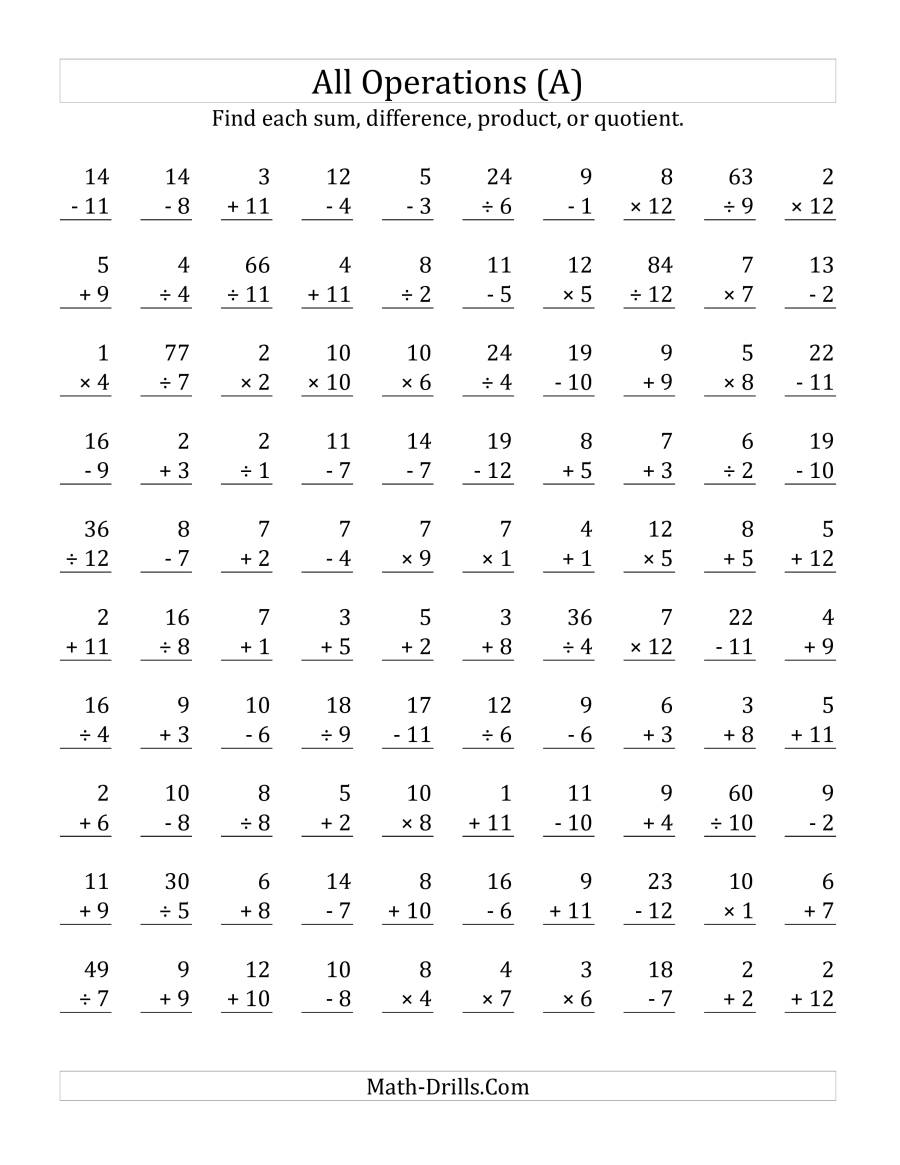 All Operations (A)
Find each sum, difference, product, or quotient.
14 14 3 12 5 24 9 8 63 2
- 11 - 8 + 11 - 4 - 3 ÷ 6 - 1 × 12 ÷ 9 × 12
5 4 66 4 8 11 12 84 7 13
+ 9 ÷ 4 ÷ 11 + 11 ÷ 2 - 5 × 5 ÷ 12 × 7 - 2
1 77 2 10 10 24 19 9 5 22
× 4 ÷ 7 × 2 × 10 × 6 ÷ 4 - 10 + 9 × 8 - 11
16 2 2 11 14 19 8 7 6 19
- 9 + 3 ÷ 1 - 7 - 7 - 12 + 5 + 3 ÷ 2 - 10
36 8 7 7 7 7 4 12 8 5
÷ 12 - 7 + 2 - 4 × 9 × 1 + 1 × 5 + 5 + 12
2 16 7 3 5 3 36 7 22 4
+ 11 ÷ 8 + 1 + 5 + 2 + 8 ÷ 4 × 12 - 11 + 9
16 9 10 18 17 12 9 6 3 5
÷ 4 + 3 - 6 ÷ 9 - 11 ÷ 6 - 6 + 3 + 8 + 11
2 10 8 5 10 1 11 9 60 9
+ 6 - 8 ÷ 8 + 2 × 8 + 11 - 10 + 4 ÷ 10 - 2
11 30 6 14 8 16 9 23 10 6
+ 9 ÷ 5 + 8 - 7 + 10 - 6 + 11 - 12 × 1 + 7
49 9 12 10 8 4 3 18 2 2
÷ 7 + 9 + 10 - 8 × 4 × 7 × 6 - 7 + 2 + 12
Math-Drills.Com